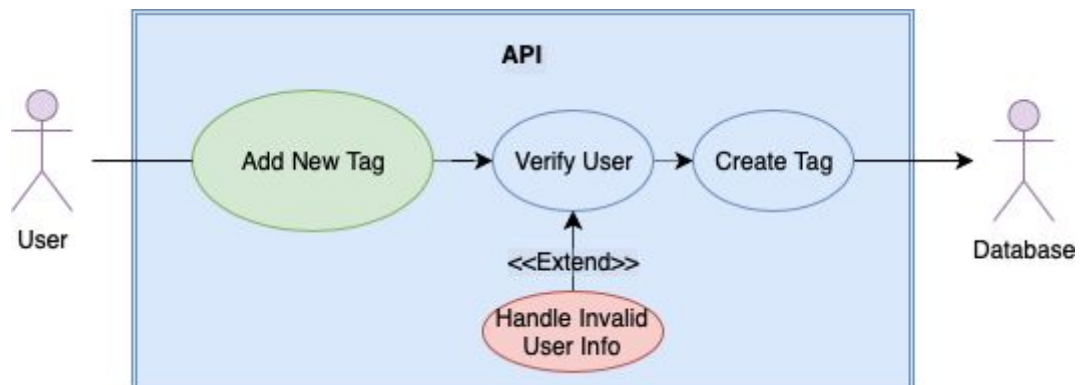 API
Add New Tag
Verify User
Create Tag
User
Database
<<Extend>>
Handle Invalid
User Info